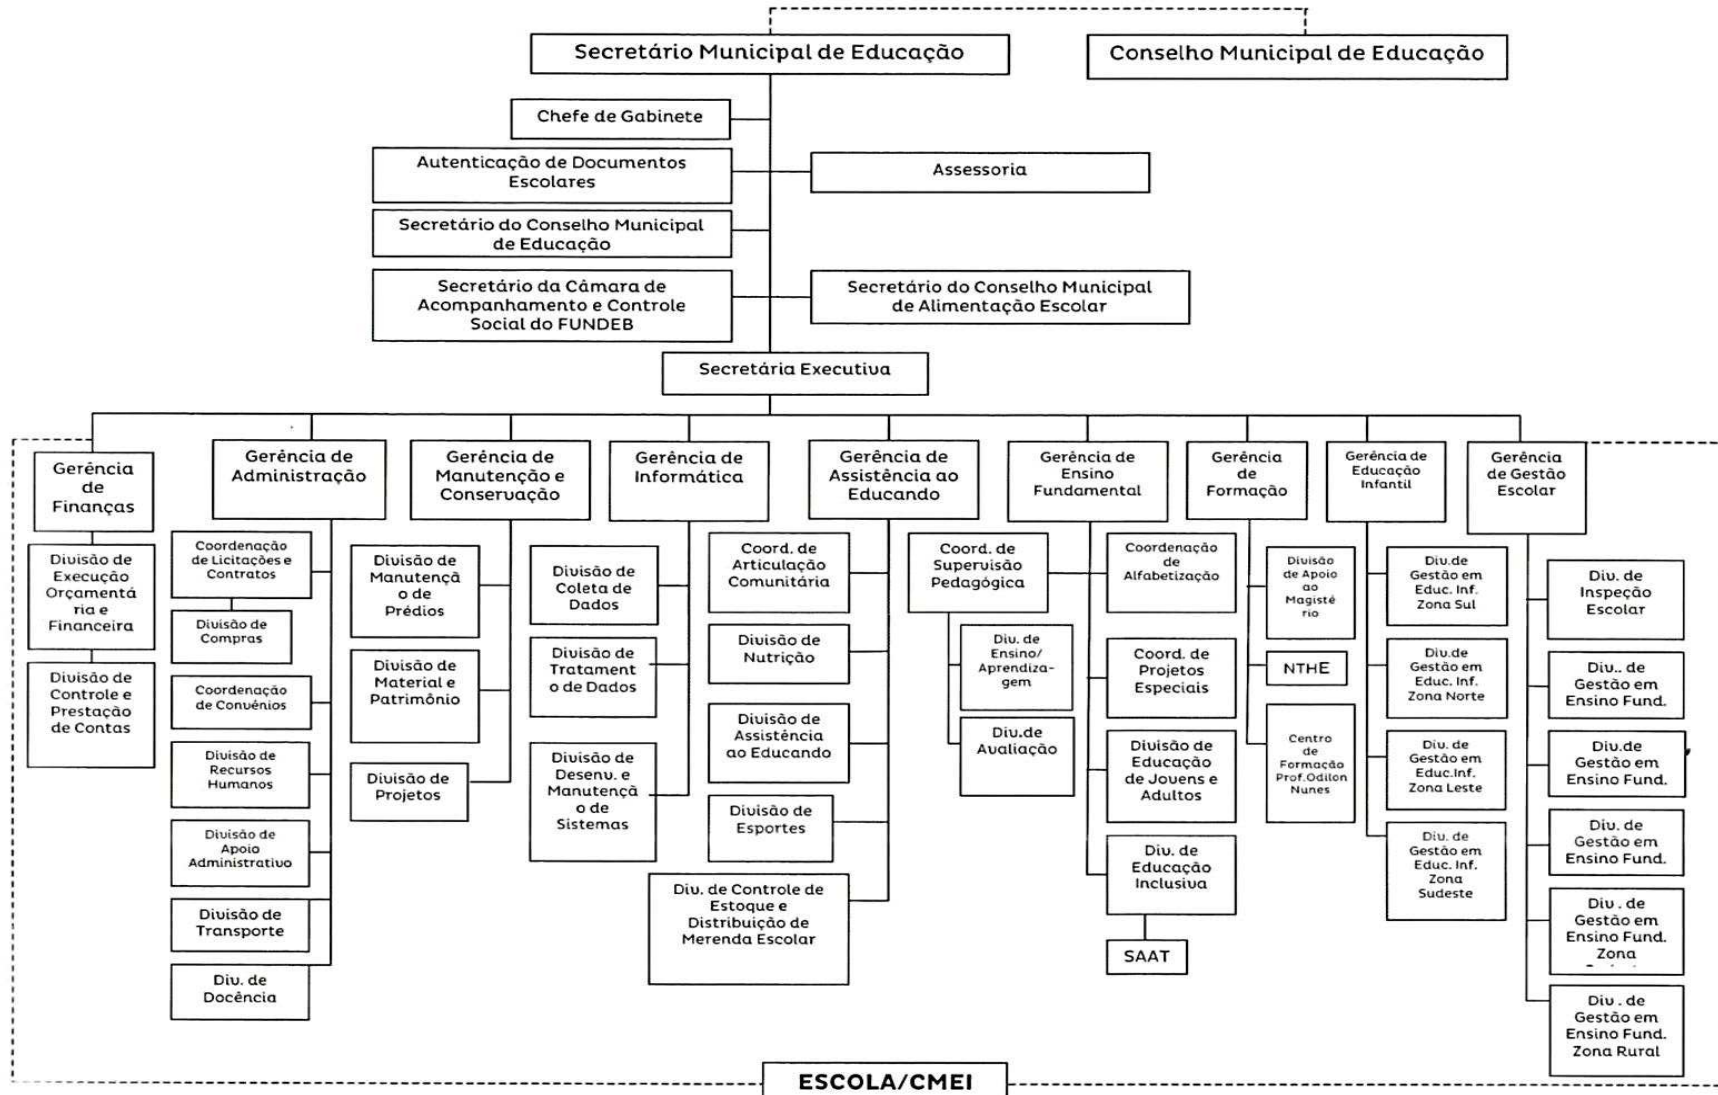 Secretário Municipal de Educação
Conselho Municipal de Educação
Chefe de Gabinete
Autenticação de Documentos
Escolares
Assessoria
Secretário do Conselho Municipal
de Educação
Secretário da Câmara de
Acompanhamento e Controle
Social do FUNDEB
Secretário do Conselho Municipal
de Alimentação Escolar
Secretária Executiva
Gerência
de
Finanças
Gerência de
Administração
Gerência de
Manutenção e
Conservação
Gerência de
Informática
Gerência de
Assistência ao
Educando
Gerência de
Ensino
Fundamental
Gerência
de
Formação
Gerência de
Educação
Infantil
Gerência
de Gestão
Escolar
Divisão de
Execução
Orçamentá
ria e
Financeira
Divisão de
Controle e
Prestação
de Contas
Coordenação
de Licitações e
Contratos
Divisão de
Compras
Coordenação
de Convênios
Divisão de
Recursos
Humanos
Divisão de
Apoio
Administrativo
Divisão de
Transporte
Div. de
Docência
Divisão de
Manutençã
o de
Prédios
Divisão de
Material e
Patrimônio
Divisão de
Projetos
Divisão de
Coleta de
Dados
Divisão de
Tratament
o de Dados
Divisão de
Desenv. e
Manutençã
o de
Sistemas
Coord. de
Articulação
Comunitária
Divisão de
Nutrição
Divisão de
Assistência
ao Educando
Divisão de
Esportes
Div. de Controle de
Estoque e
Distribuição de
Merenda Escolar
Coord. de
Supervisão
Pedagógica
Div. de
Ensino/
Aprendiza-
gem
Div.de
Avaliação
Coordenação
de
Alfabetização
Coord. de
Projetos
Especiais
Divisão de
Educação
de Jovens e
Adultos
Div. de
Educação
Inclusiva
SAAT
Divisão
de Apoio
ao
Magisté
rio
NTHE
Centro
de
Formação
Prof.Odilon
Nunes
Div.de
Gestão em
Educ. Inf.
Zona Sul
Div.de
Gestão em
Educ. Inf.
Zona Norte
Div. de
Gestão em
Educ.Inf.
Zona Leste
Div. de
Gestão em
Educ. Inf.
Zona
Sudeste
Div. de
Inspeção
Escolar
Div.. de
Gestão em
Ensino Fund.
Div.de
Gestão em
Ensino Fund.
Div. de
Gestão em
Ensino Fund.
Div . de
Gestão em
Ensino Fund.
Zona
Div . de
Gestão em
Ensino Fund.
Zona Rural
ESCOLA/CMEI